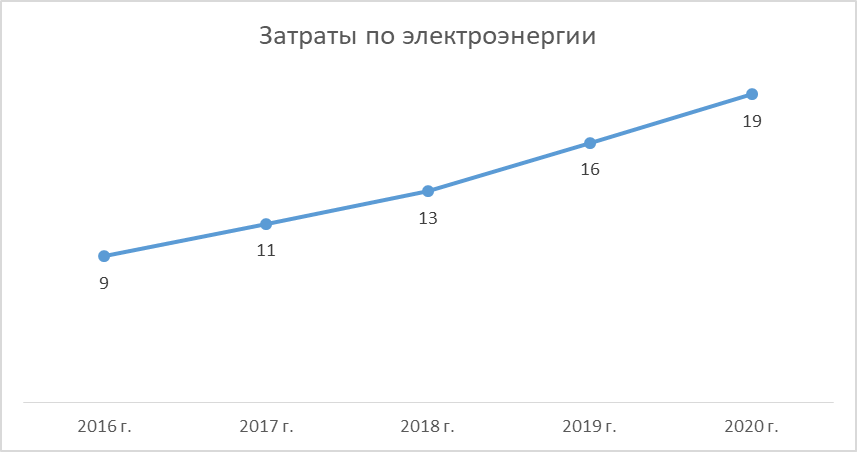 Затраты по электроэнергии
19
16
13
11
9
2016 г. 2017 г. 2018 г. 2019 г. 2020 г.